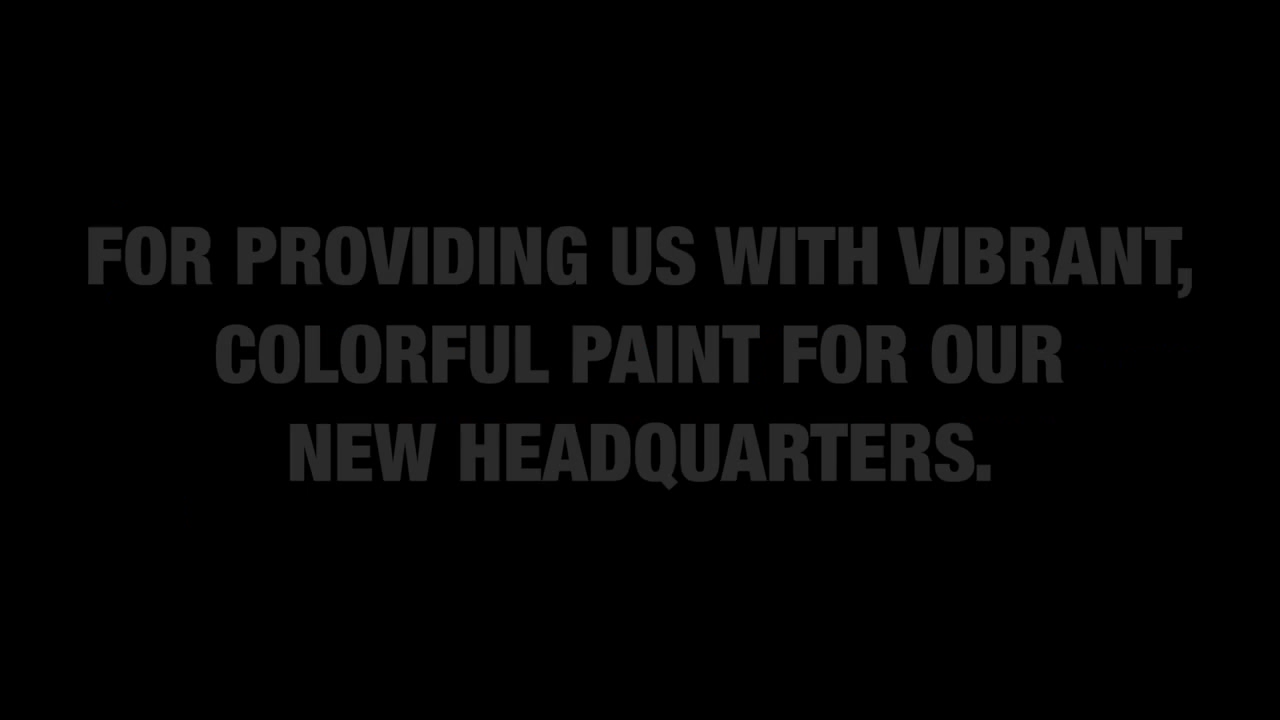 FOR PROVIDING US WITH VIBRANT,
COLORFUL PAINT FOR OUR
NEW HEADQUARTERS.